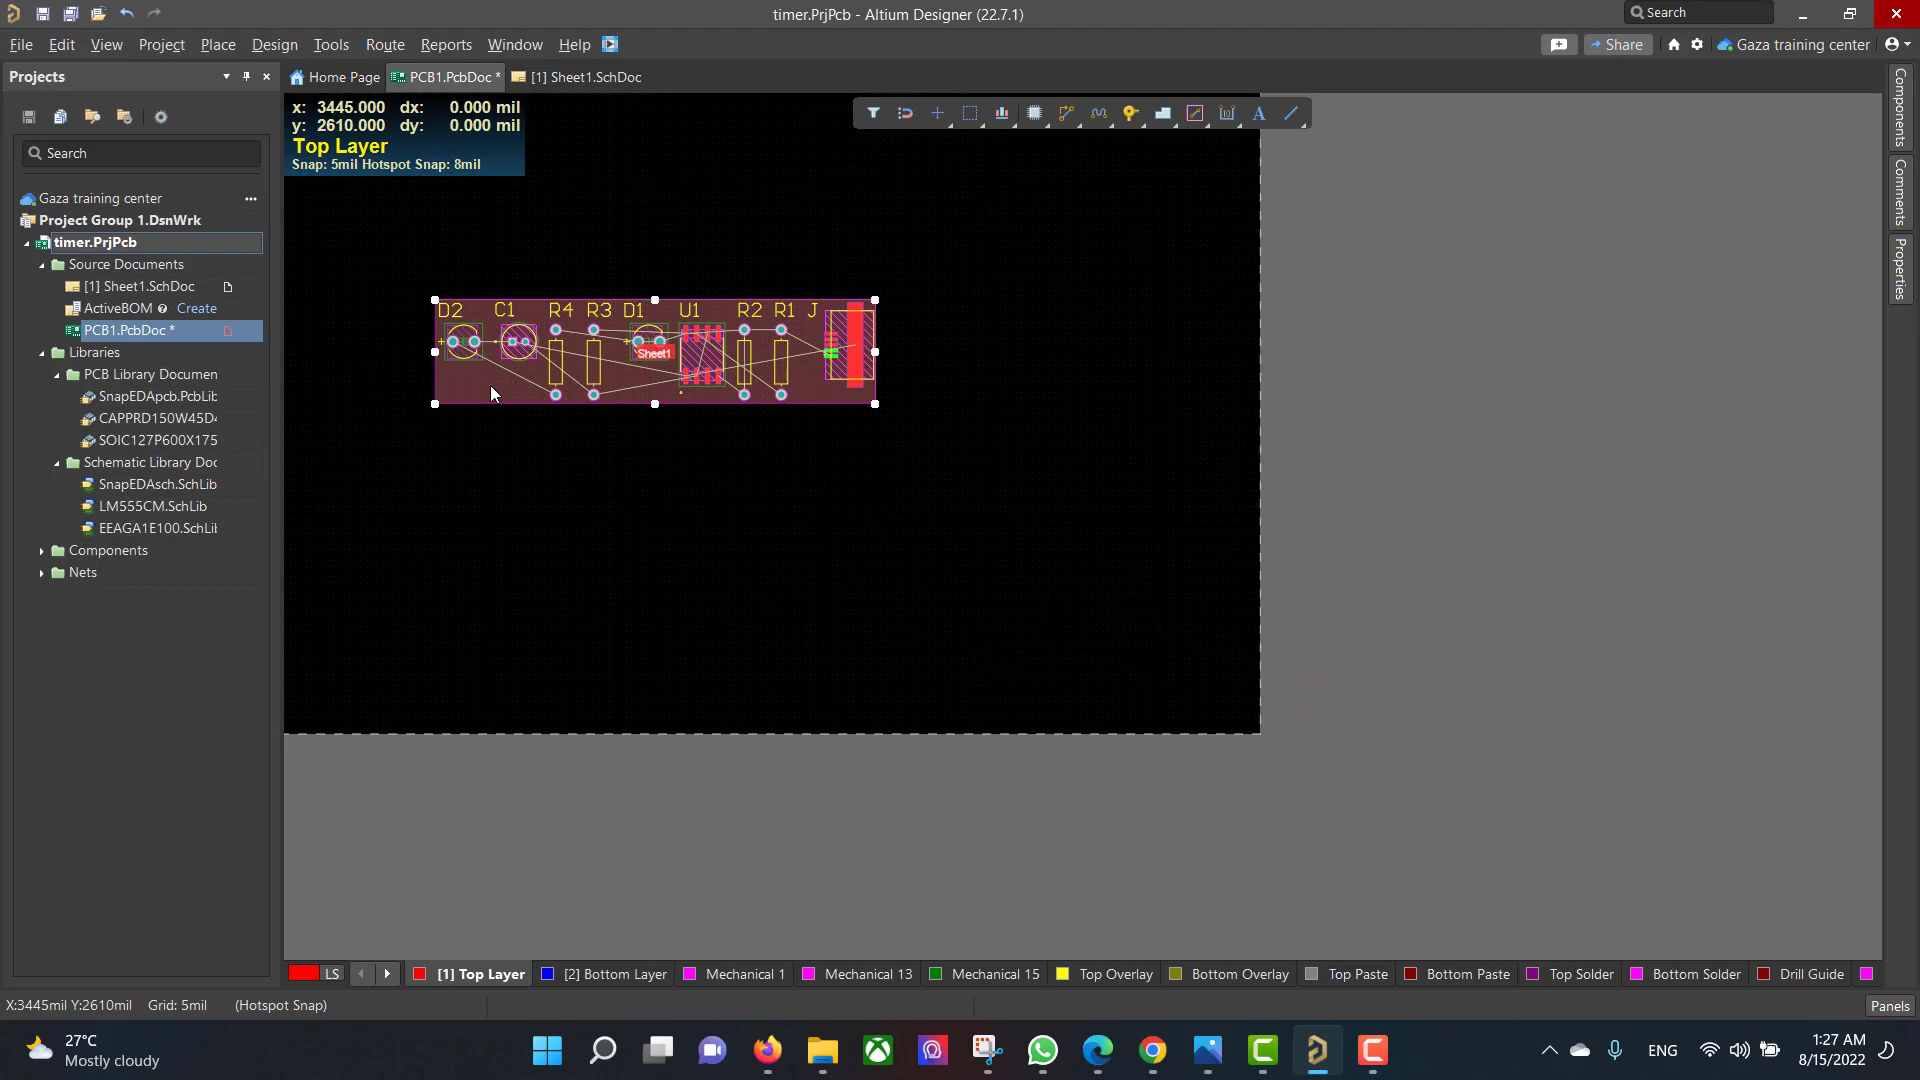 timer.PrjPcb - Altium Designer (22.7.1)
Search
File Edit View Project Place Design Tools Route Reports Window Help
Share
Gaza training center
Projects
Home Page
PCB1.PcbDoc *
[1] Sheet1.SchDoc
x: 3445.000 dx: 0.000 mil
y: 2610.000 dy: 0.000 mil
Top Layer
Snap: 5mil Hotspot Snap: 8mil
Search
Gaza training center
Project Group 1.DsnWrk
timer.PrjPcb
Source Documents
[1] Sheet1.SchDoc
ActiveBOM Create
PCB1.PcbDoc *
Libraries
PCB Library Documen
SnapEDApcb.PcbLib
CAPPRD150W45D4
SOIC127P600X175
Schematic Library Doc
SnapEDAsch.SchLib
LM555CM.SchLib
EEAGA1E100.SchLib
Components
Nets
D2 C1 R4 R3 D1 U1 R2 R1 J
Sheet1
Components
Comments
Properties
LS
[1] Top Layer
[2] Bottom Layer
Mechanical 1
Mechanical 13
Mechanical 15
Top Overlay
Bottom Overlay
Top Paste
Bottom Paste
Top Solder
Bottom Solder
Drill Guide
X:3445mil Y:2610mil Grid: 5mil (Hotspot Snap)
Panels
27°C
Mostly cloudy
ENG
1:27 AM
8/15/2022